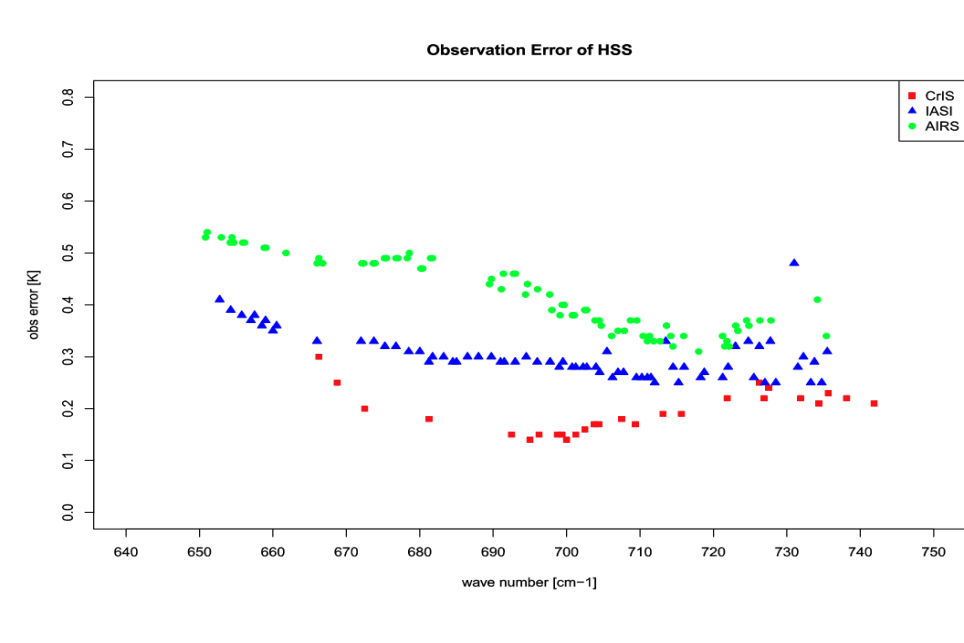 Observation Error of HSS
CrIS
IASI
AIRS
obs error [K]
0.8
0.7
0.6
0.5
0.4
0.3
0.2
0.1
0.0
640 650 660 670 680 690 700 710 720 730 740 750
wave number [cm−1]